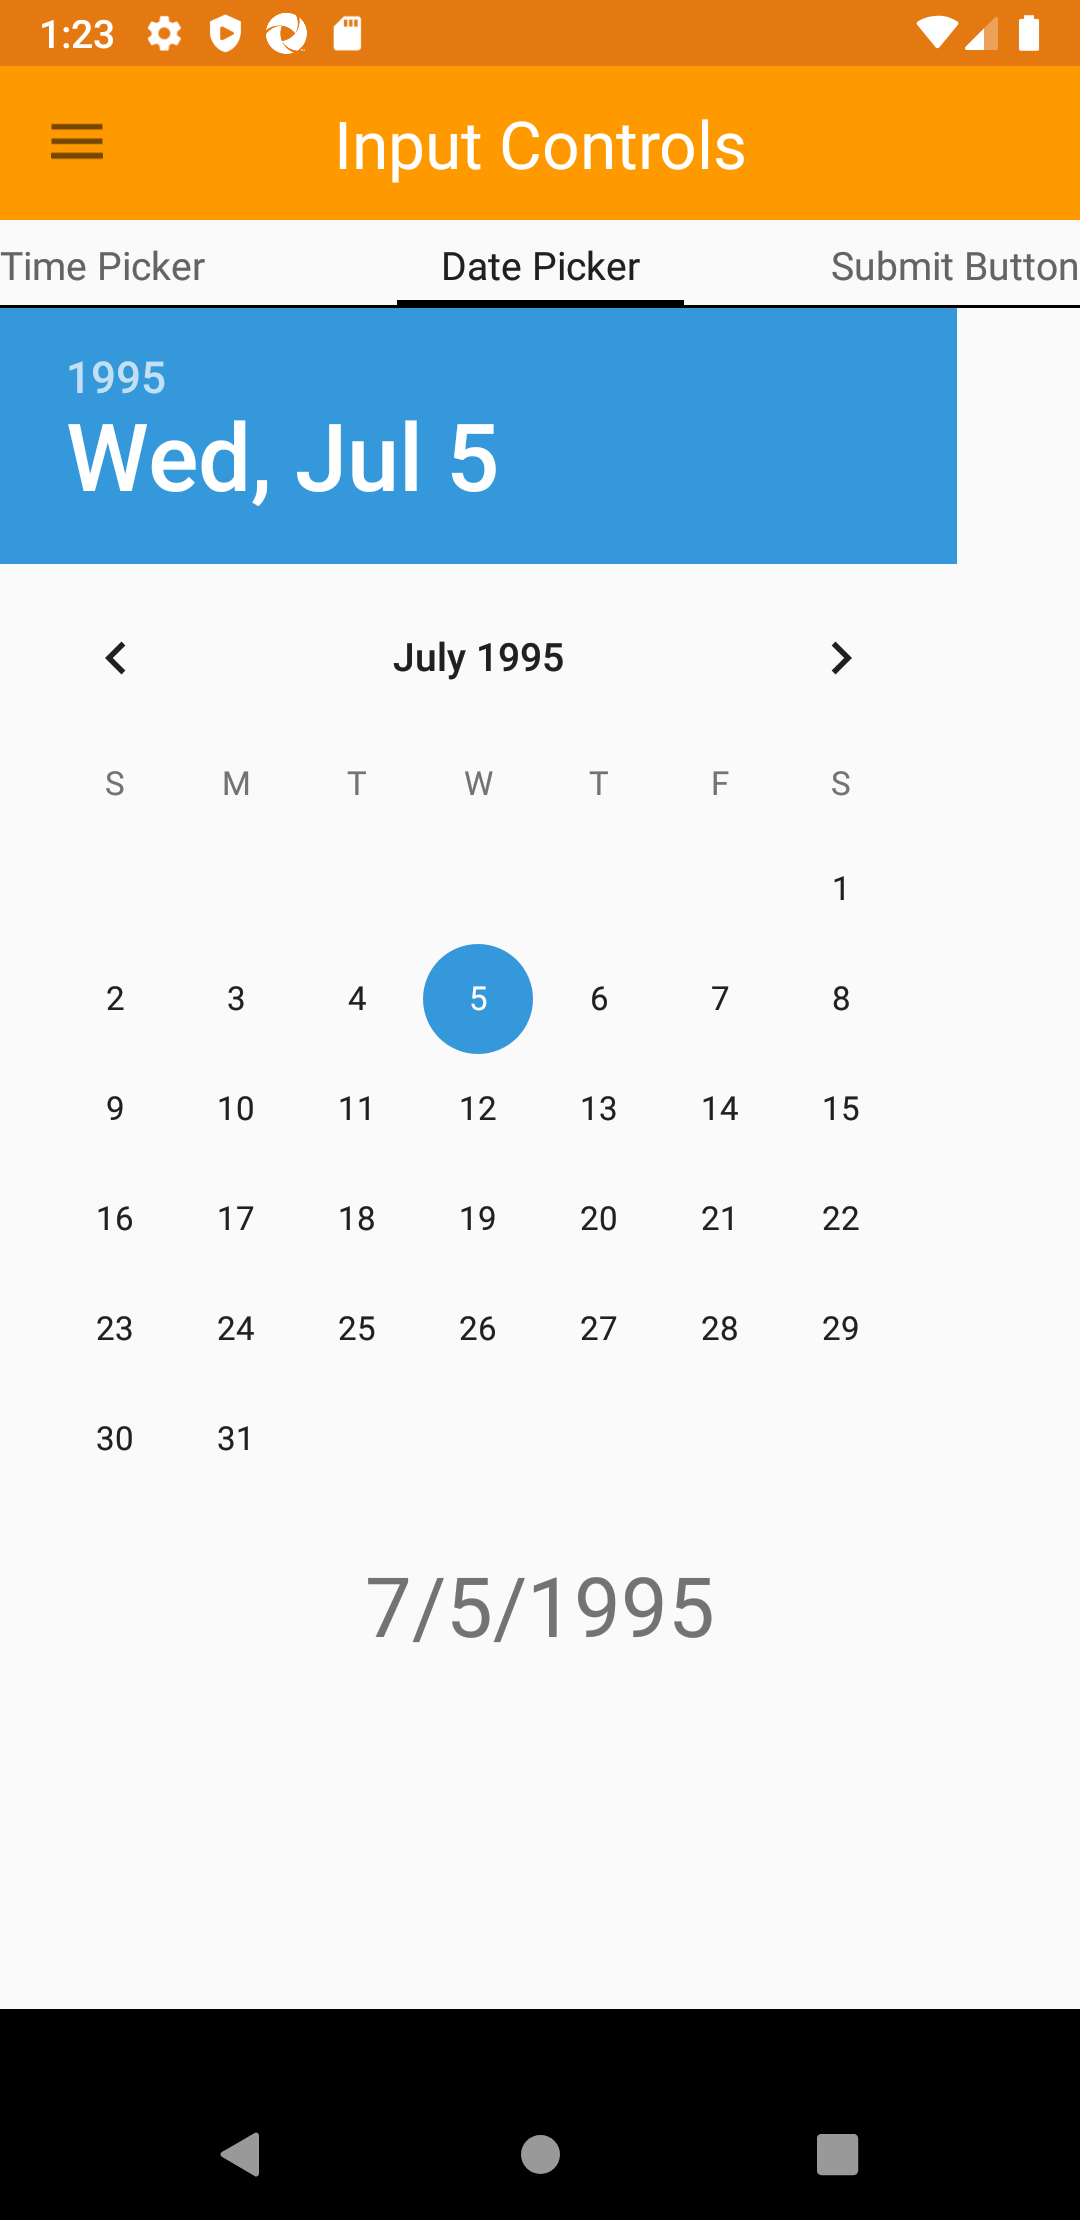 1:23
Input Controls
Time Picker Date Picker Submit Button
1995
Wed, Jul 5
July 1995
S M T W T F S
1
2 3 4 5 6 7 8
9 10 11 12 13 14 15
16 17 18 19 20 21 22
23 24 25 26 27 28 29
30 31
7/5/1995